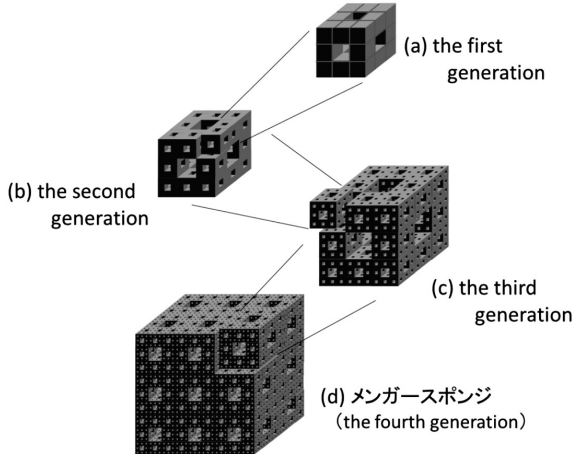 (a) the first
generation
(b) the second
generation
(c) the third
generation
(d) メンガースポンジ
（the fourth generation）